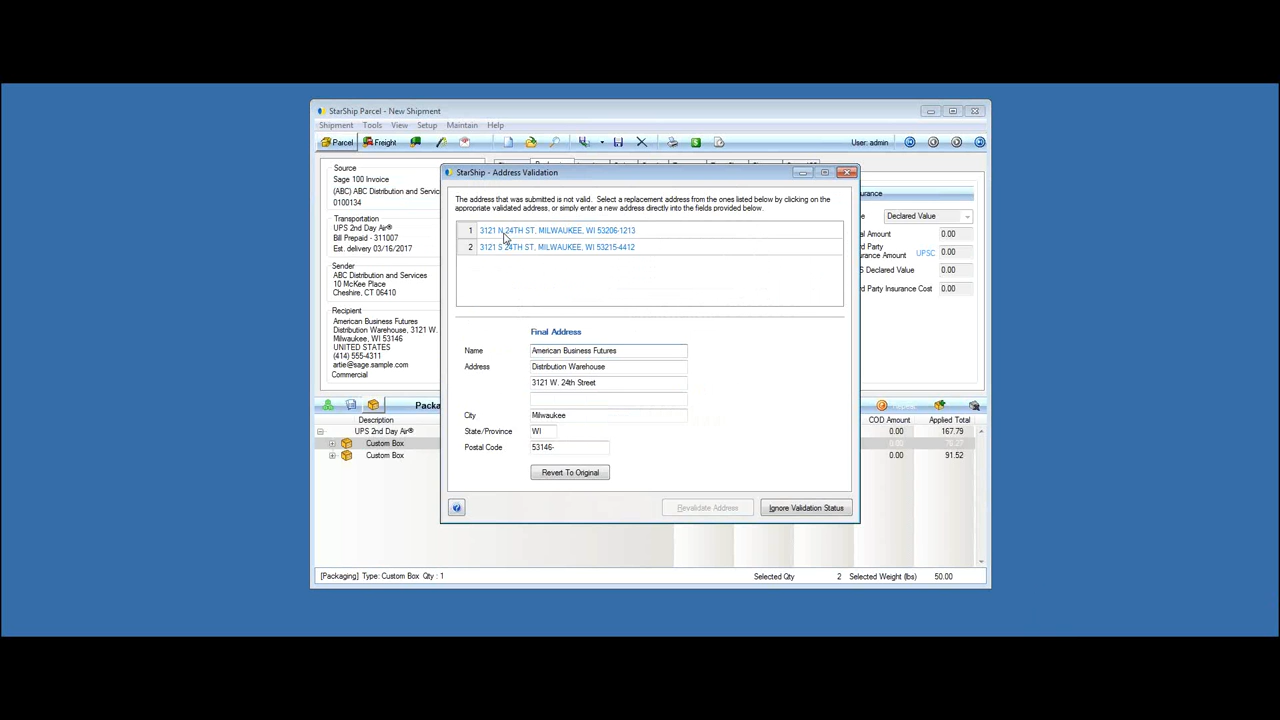 StarShip Parcel - New Shipment
Shipment Tools View Setup Maintain Help
Parcel Freight User: admin
Source
Sage 100 Invoice
(ABC) ABC Distribution and Servic
0100134
Transportation
UPS 2nd Day Air®
Bill Prepaid - 311007
Est. delivery 03/16/2017
Sender
ABC Distribution and Services
10 McKee Place
Cheshire, CT 06410
Recipient
American Business Futures
Distribution Warehouse, 3121 W.
Milwaukee, WI 53146
UNITED STATES
(414) 555-4311
artie@sage.sample.com
Commercial
StarShip - Address Validation
The address that was submitted is not valid. Select a replacement address from the ones listed below by clicking on the
appropriate validated address, or simply enter a new address directly into the fields provided below.
1 3121 N 24TH ST, MILWAUKEE, WI 53206-1213
2 3121 S 24TH ST, MILWAUKEE, WI 53215-4412
Final Address
Name American Business Futures
Address Distribution Warehouse
3121 W. 24th Street
City Milwaukee
State/Province WI
Postal Code 53146-
Revert To Original
Revalidate Address Ignore Validation Status
urance
Declared Value
al Amount 0.00
d Party
urance Amount UPSC 0.00
S Declared Value 0.00
d Party Insurance Cost 0.00
Packa
Description COD Amount Applied Total
UPS 2nd Day Air® 0.00 167.79
Custom Box 0.00 76.27
Custom Box 0.00 91.52
[Packaging] Type: Custom Box Qty : 1 Selected Qty 2 Selected Weight (lbs) 50.00